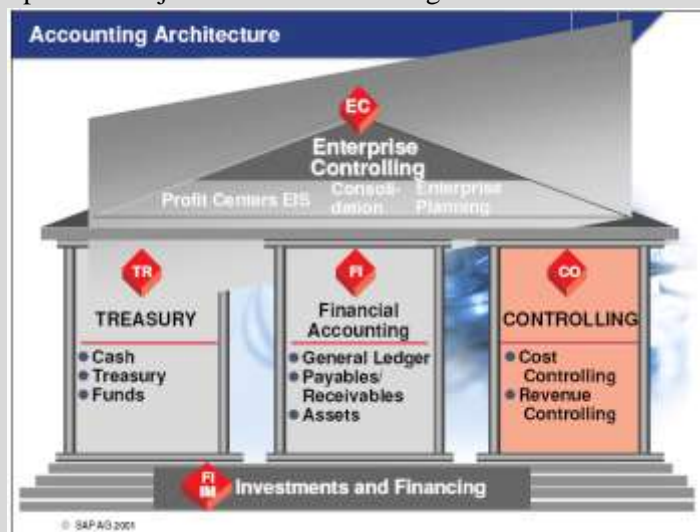 Accounting Architecture
EC
Enterprise
Controlling
Profit Centers EIS
Consoli-
dation
Enterprise
Planning
TR
TREASURY
Cash
Treasury
Funds
FI
Financial
Accounting
General Ledger
Payables/
Receivables
Assets
CO
CONTROLLING
Cost
Controlling
Revenue
Controlling
FI
IM
Investments and Financing
© SAP AG 2001